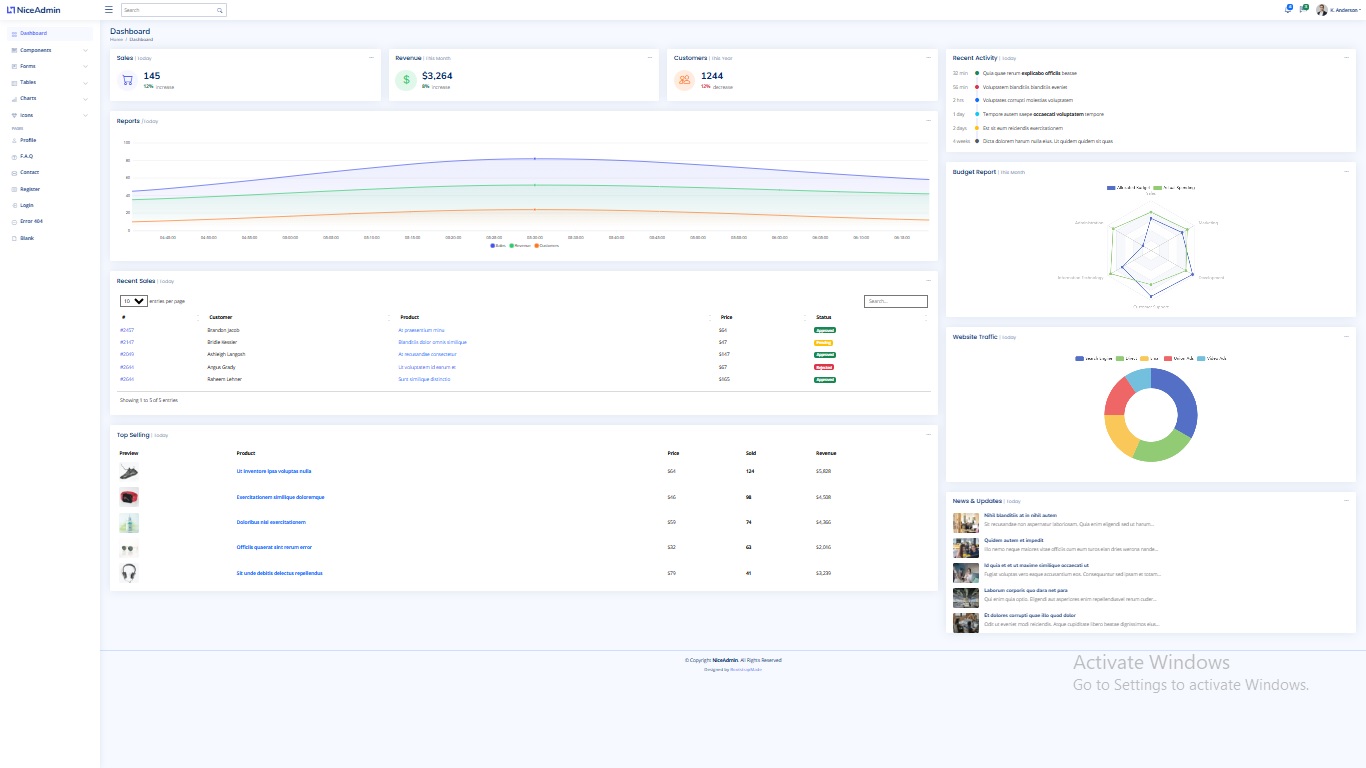 NiceAdmin
Search
4
3
K. Anderson
Dashboard
Components
Forms
Tables
Charts
Icons
PAGES
Profile
F.A.Q
Contact
Register
Login
Error 404
Blank
Dashboard
Home / Dashboard
Sales | Today
145
12% increase
Revenue | This Month
$3,264
8% increase
Customers | This Year
1244
12% decrease
Reports /Today
100
80
60
40
20
0
Sales Revenue Customers
Recent Sales | Today
10 entries per page
Search...
# Customer Product Price Status
#2457 Brandon Jacob At praesentium minu $64 Approved
#2147 Bridie Kessler Blanditiis dolor omnis similique $47 Pending
#2049 Ashleigh Langosh At recusandae consectetur $147 Approved
#2644 Angus Grady Ut voluptatem id earum et $67 Rejected
#2644 Raheem Lehner Sunt similique distinctio $165 Approved
Showing 1 to 5 of 5 entries
Top Selling | Today
Preview Product Price Sold Revenue
Ut inventore ipsa voluptas nulla $64 124 $5,828
Exercitationem similique doloremque $46 98 $4,508
Doloribus nisi exercitationem $59 74 $4,366
Officiis quaerat sint rerum error $32 63 $2,016
Sit unde debitis delectus repellendus $79 41 $3,239
Recent Activity | Today
32 min Quia quae rerum explicabo officiis beatae
56 min Voluptatem blanditiis blanditiis eveniet
2 hrs Voluptates corrupti molestias voluptatem
1 day Tempore autem saepe occaecati voluptatem tempore
2 days Est sit eum reiciendis exercitationem
4 weeks Dicta dolorem harum nulla eius. Ut quidem quidem sit quas
Budget Report | This Month
Allocated Budget Actual Spending
Sales
Administration
Marketing
Information Technology
Development
Customer Support
Website Traffic | Today
Search Engine Direct Email Union Ads Video Ads
News & Updates | Today
Nihil blanditiis at in nihil autem
Sit recusandae non aspernatur laboriosam. Quia enim eligendi sed ut harum...
Quidem autem et impedit
Illo nemo neque maiores vitae officiis cum eum turos elan dries werona nande...
Id quia et et ut maxime similique occaecati ut
Fugiat voluptas vero eaque accusantium eos. Consequuntur sed ipsam et totam...
Laborum corporis quo dara net para
Qui enim quia optio. Eligendi aut asperiores enim repellendusvel rerum cuder...
Et dolores corrupti quae illo quod dolor
Odit ut eveniet modi reiciendis. Atque cupiditate libero beatae dignissimos eius...
© Copyright NiceAdmin. All Rights Reserved
Designed by BootstrapMade
Activate Windows
Go to Settings to activate Windows.